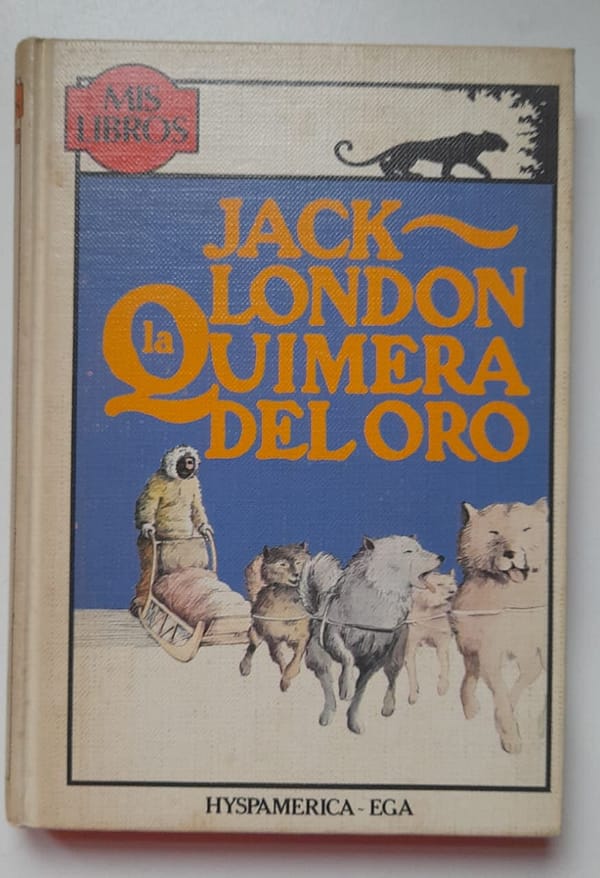 MIS
LIBROS
JACK
LONDON
la
QUIMERA
DEL ORO
HYSPAMERICA - EGA